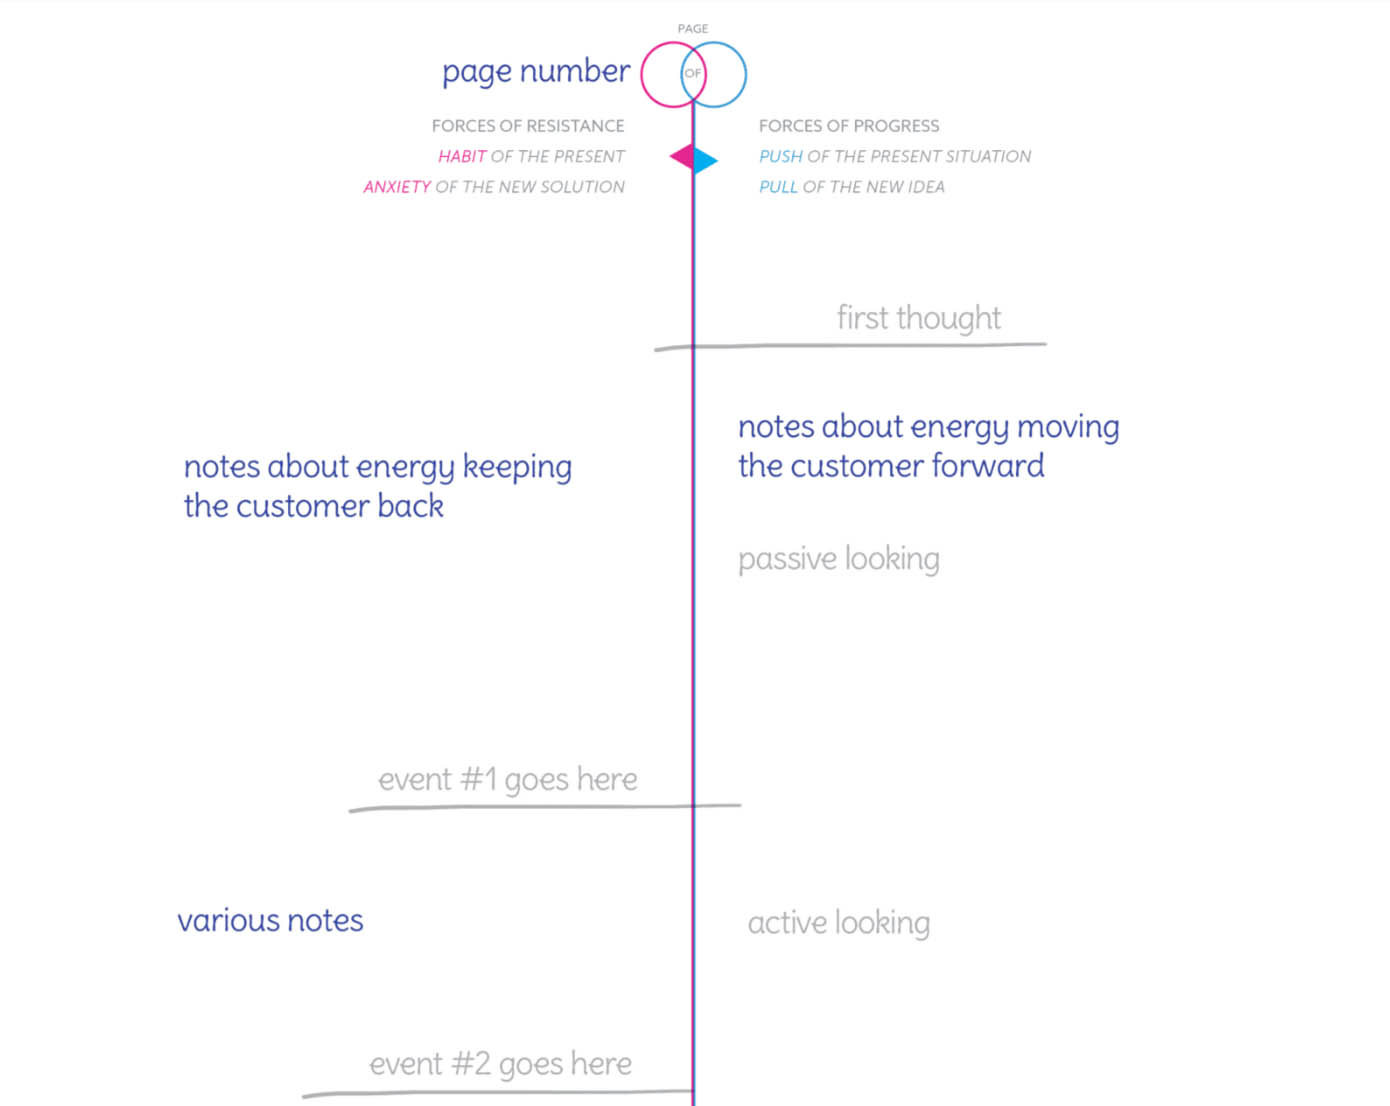 PAGE
page number
OF
FORCES OF RESISTANCE
FORCES OF PROGRESS
HABIT OF THE PRESENT
PUSH OF THE PRESENT SITUATION
ANXIETY OF THE NEW SOLUTION
PULL OF THE NEW IDEA
first thought
notes about energy moving
the customer forward
notes about energy keeping
the customer back
passive looking
event #1 goes here
various notes
active looking
event #2 goes here